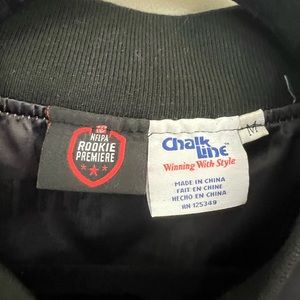 NFLPA
ROOKIE
PREMIERE
Chalk
Line
Winning With Style
MADE IN CHINA
FAIT EN CHINE
HECHO EN CHINA
RN 125349
M